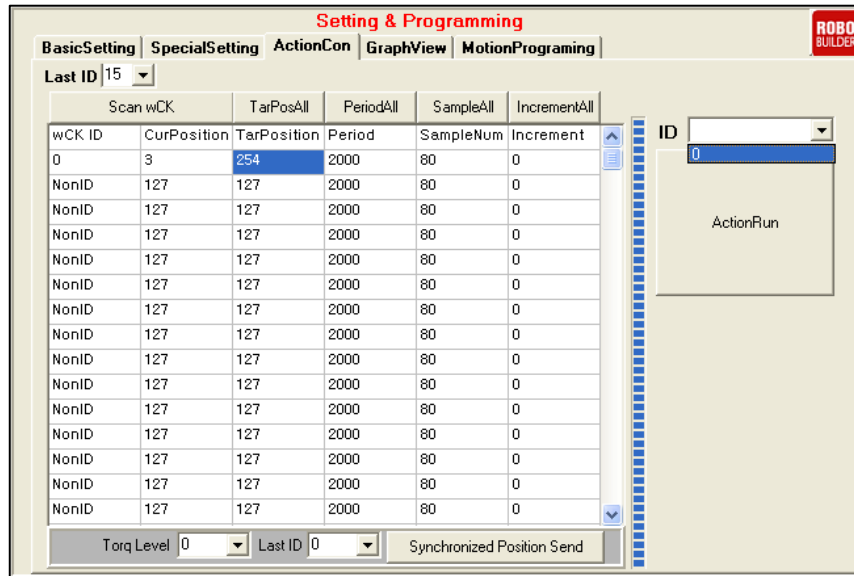 Setting & Programming
ROBO
BUILDER
BasicSetting SpecialSetting ActionCon GraphView MotionPrograming
Last ID 15
Scan wCK TarPosAll PeriodAll SampleAll IncrementAll
wCK ID CurPosition TarPosition Period SampleNum Increment
ID
0 3 254 2000 80 0
0
NonID 127 127 2000 80 0
NonID 127 127 2000 80 0
NonID 127 127 2000 80 0
ActionRun
NonID 127 127 2000 80 0
NonID 127 127 2000 80 0
NonID 127 127 2000 80 0
NonID 127 127 2000 80 0
NonID 127 127 2000 80 0
NonID 127 127 2000 80 0
NonID 127 127 2000 80 0
NonID 127 127 2000 80 0
NonID 127 127 2000 80 0
NonID 127 127 2000 80 0
NonID 127 127 2000 80 0
Torq Level 0 Last ID 0 Synchronized Position Send